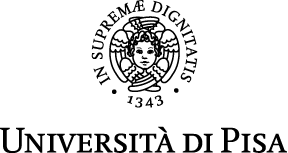 IN SUPREMÆ DIGNITATIS
· 1343 ·
UNIVERSITÀ DI PISA